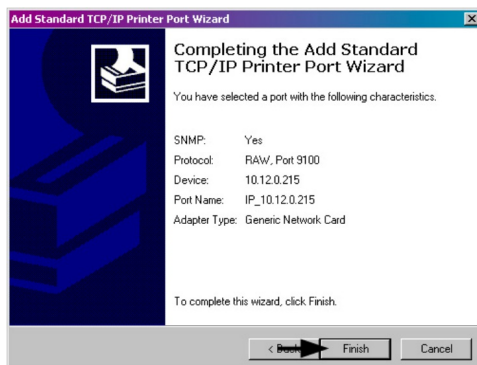 Add Standard TCP/IP Printer Port Wizard
Completing the Add Standard
TCP/IP Printer Port Wizard
You have selected a port with the following characteristics.
SNMP: Yes
Protocol: RAW, Port 9100
Device: 10.12.0.215
Port Name: IP_10.12.0.215
Adapter Type: Generic Network Card
To complete this wizard, click Finish.
< Back Finish Cancel